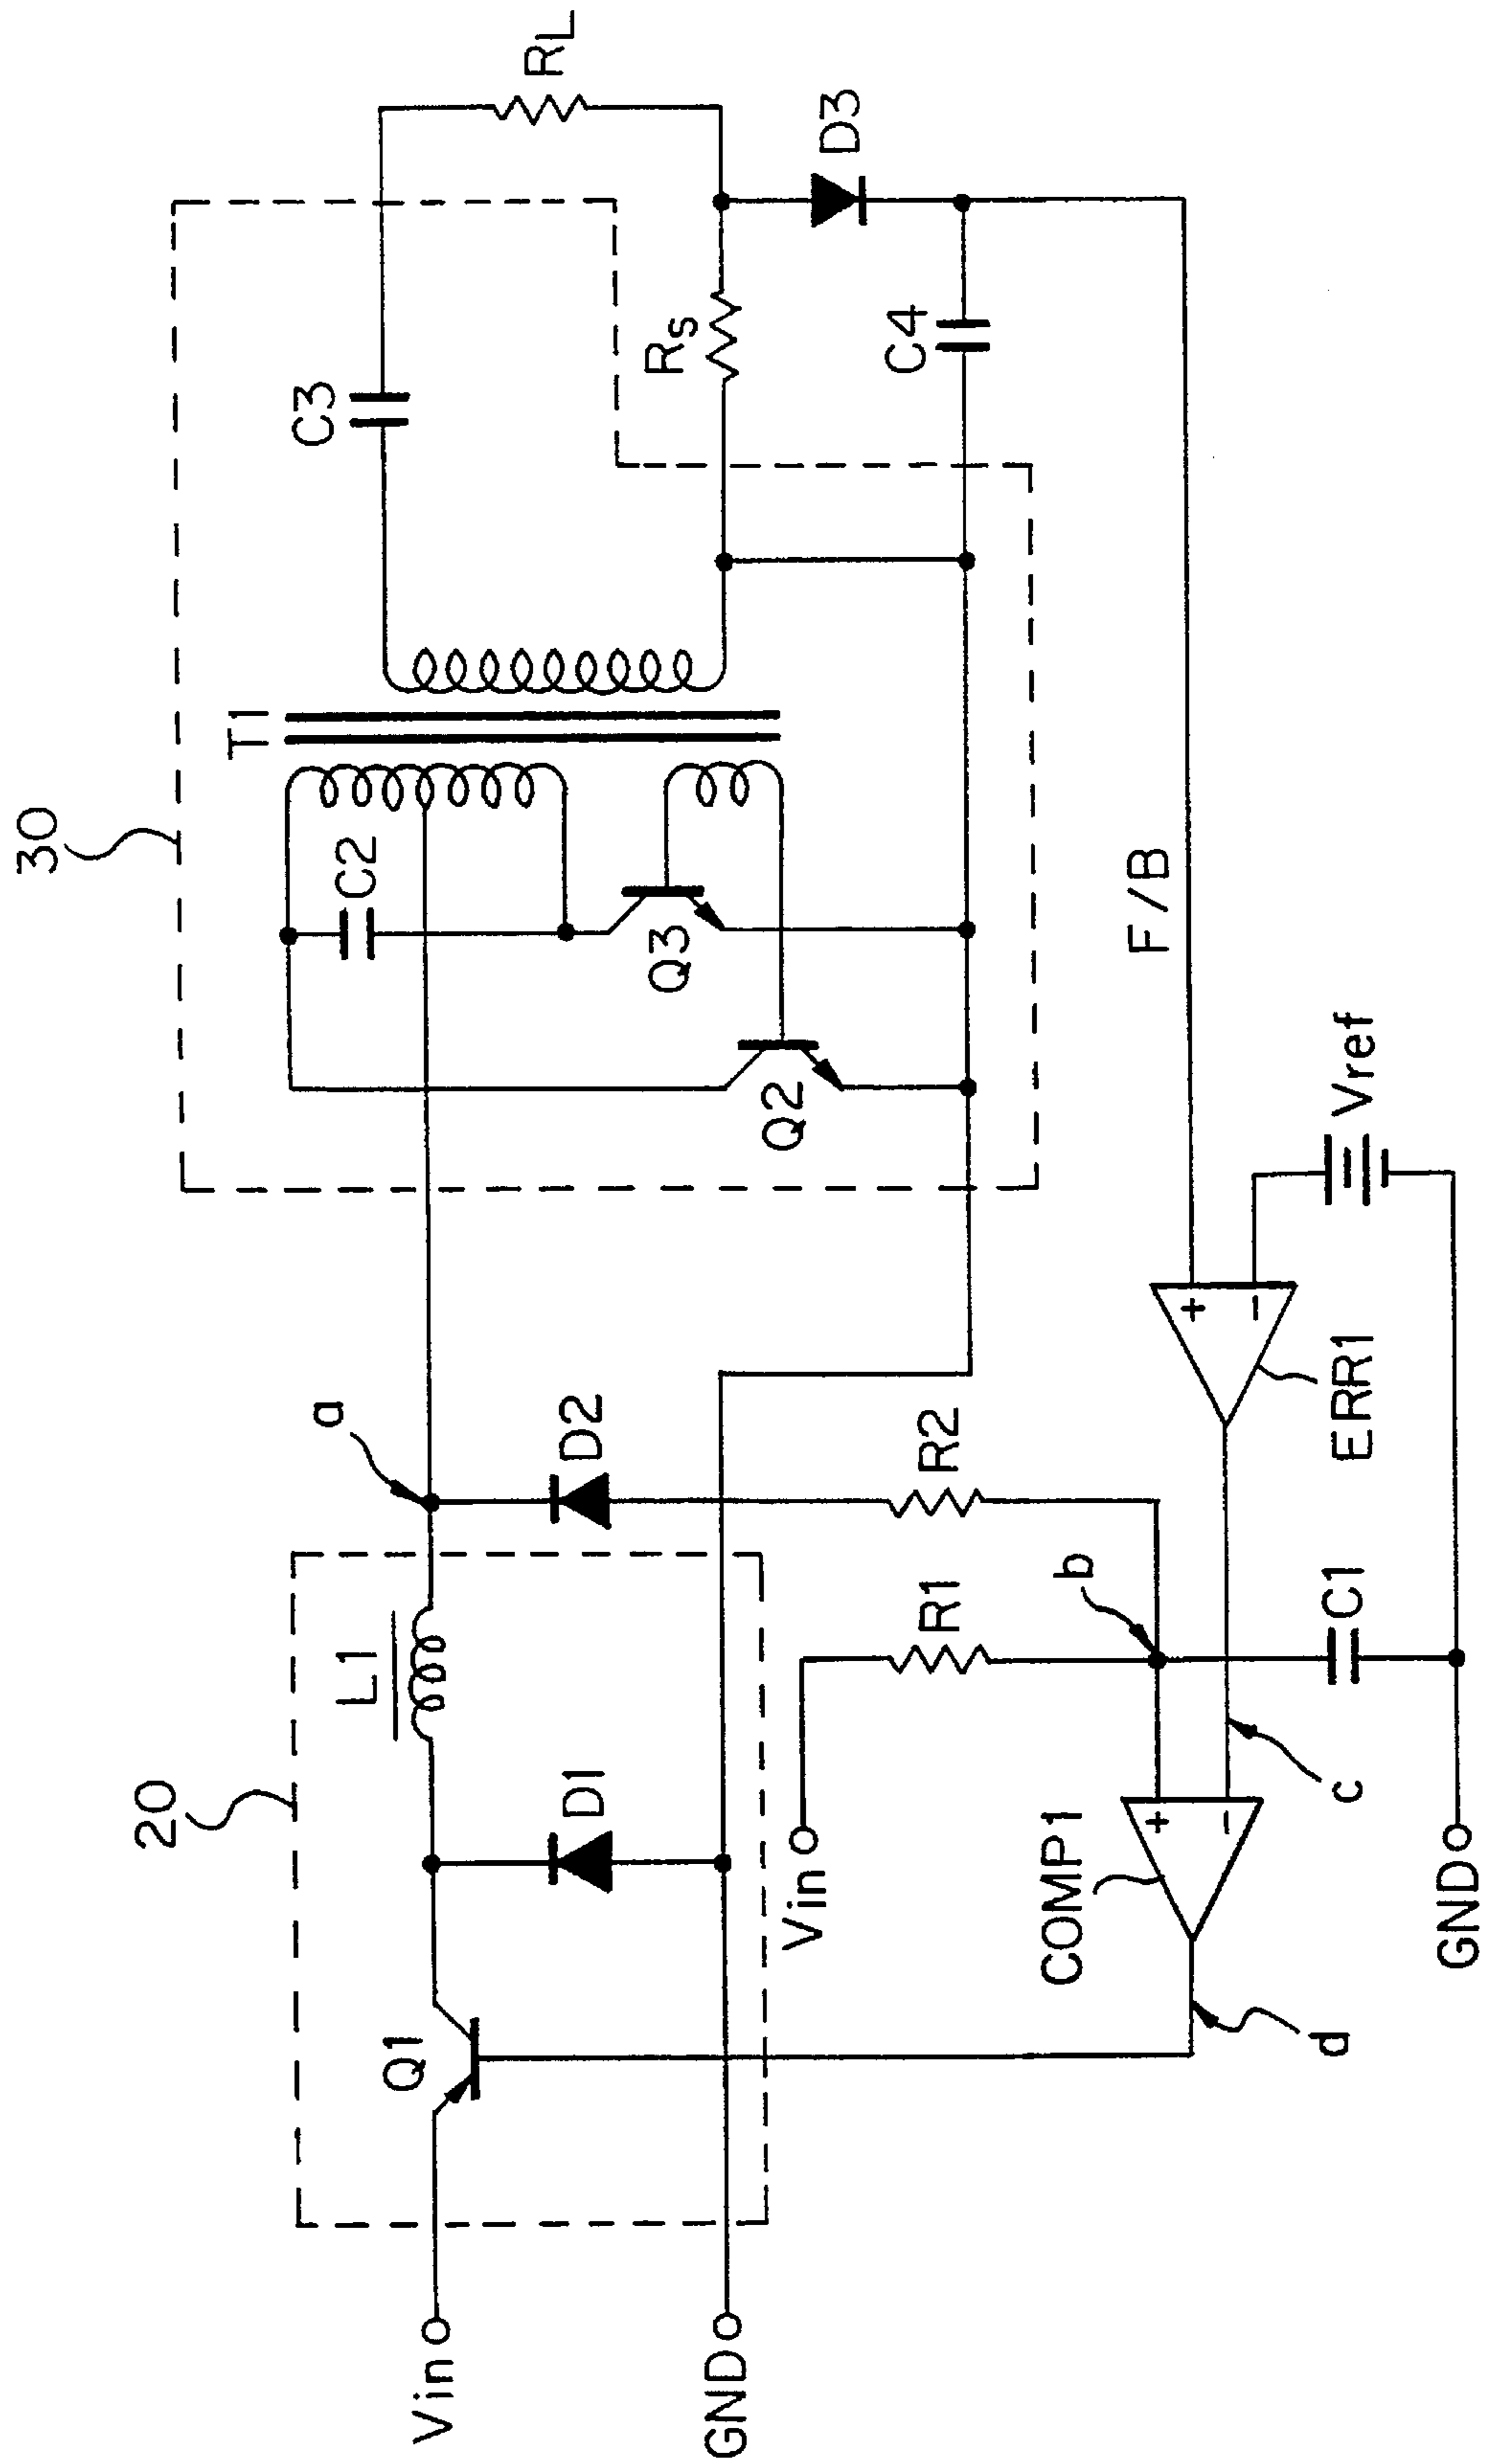 30
T1
C3
RL
C2
Rs
Q3
D3
Q2
C4
20
a
L1
Q1
D1
D2
Vin
GND
Vin
R1
R2
F/B
b
COMP1
+
−
+
−
ERR1
Vref
C1
c
d
GND